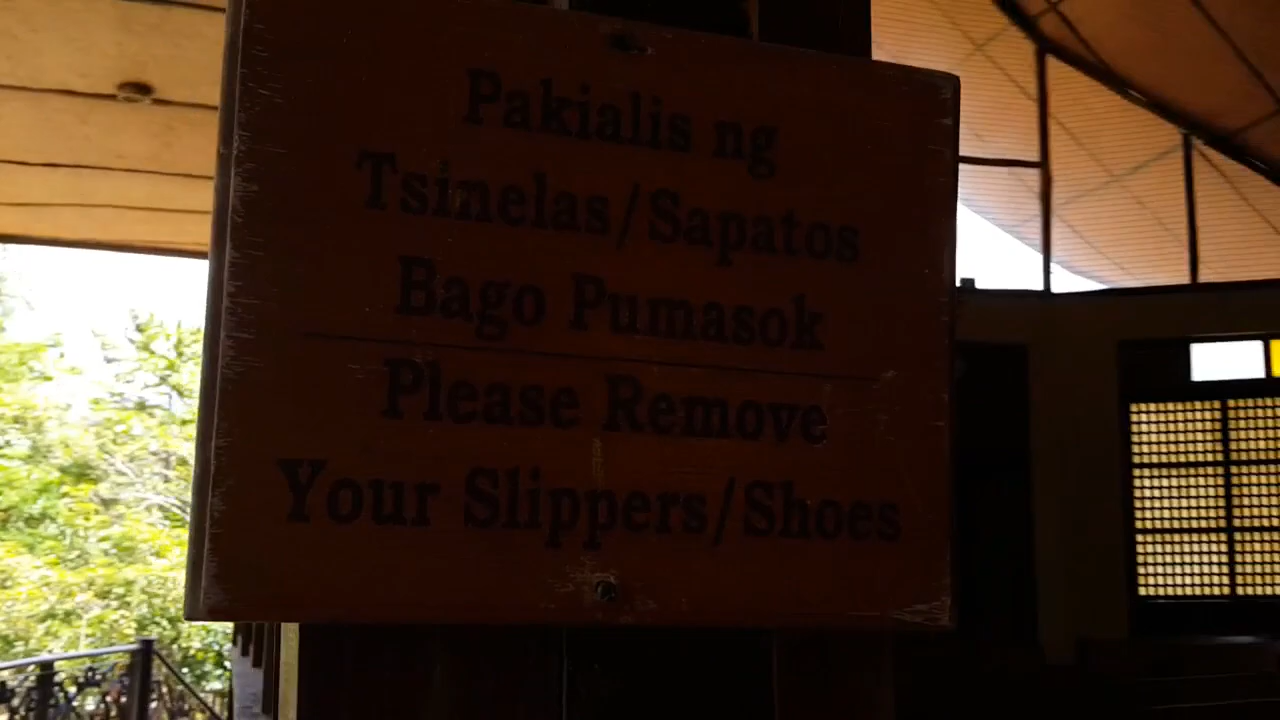 Pakialis ng
Tsinelas/Sapatos
Bago Pumasok
Please Remove
Your Slippers/Shoes